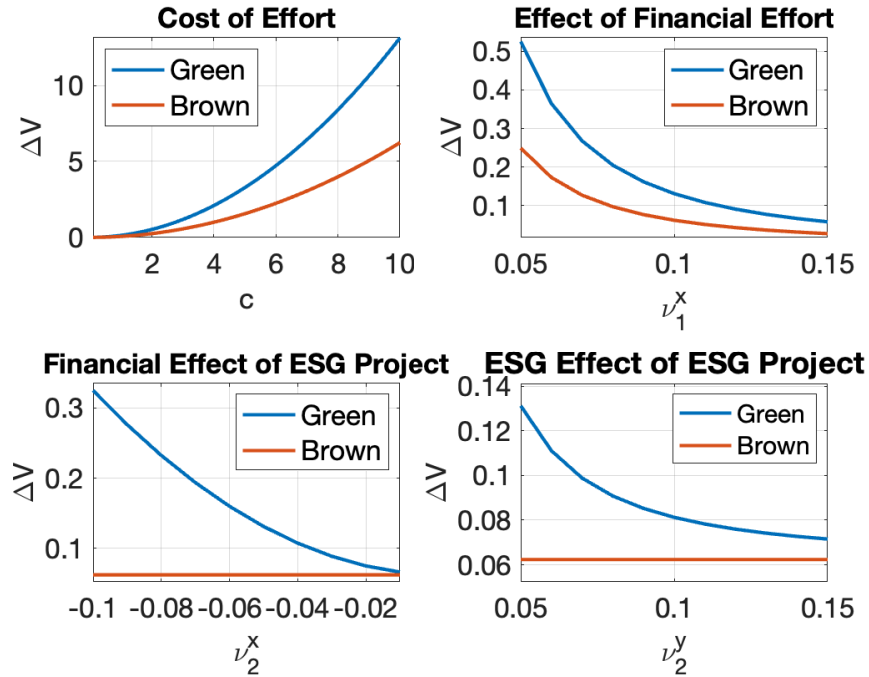 Cost of Effort
Green
Brown
ΔV
10
5
0
2 4 6 8 10
c
Effect of Financial Effort
Green
Brown
ΔV
0.5
0.4
0.3
0.2
0.1
0.05 0.1 0.15
ν₁ˣ
Financial Effect of ESG Project
Green
Brown
ΔV
0.3
0.2
0.1
-0.1 -0.08 -0.06 -0.04 -0.02
ν₂ˣ
ESG Effect of ESG Project
Green
Brown
ΔV
0.14
0.12
0.1
0.08
0.06
0.05 0.1 0.15
ν₂ʸ